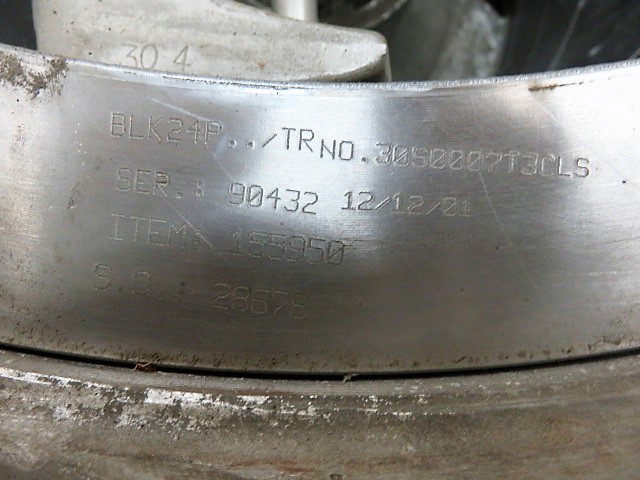 30 4
BLK24P../TRNO.30S0007T3CLS
SER.: 90432 12/12/01
ITEM: 155950
S.O.: 28678